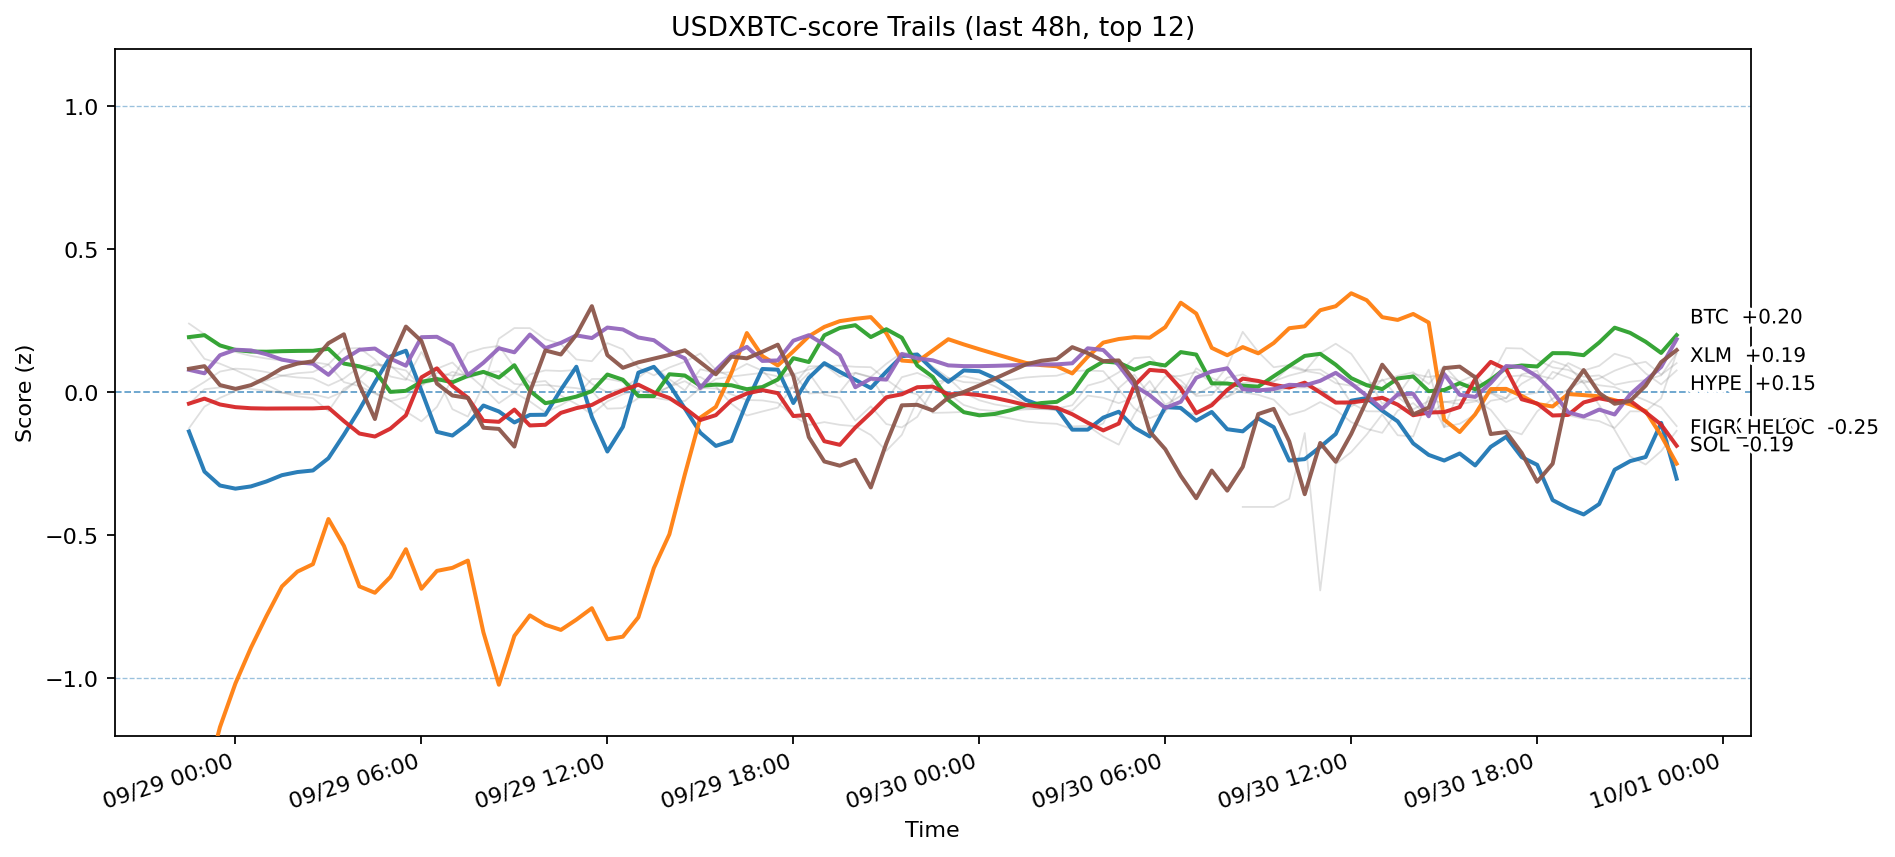 USDXBTC-score Trails (last 48h, top 12)
Score (z)
1.0
0.5
0.0
−0.5
−1.0
BTC +0.20
XLM +0.19
HYPE +0.15
FIGR HELOC -0.25
SOL -0.19
09/29 00:00
09/29 06:00
09/29 12:00
09/29 18:00
09/30 00:00
09/30 06:00
09/30 12:00
09/30 18:00
10/01 00:00
Time